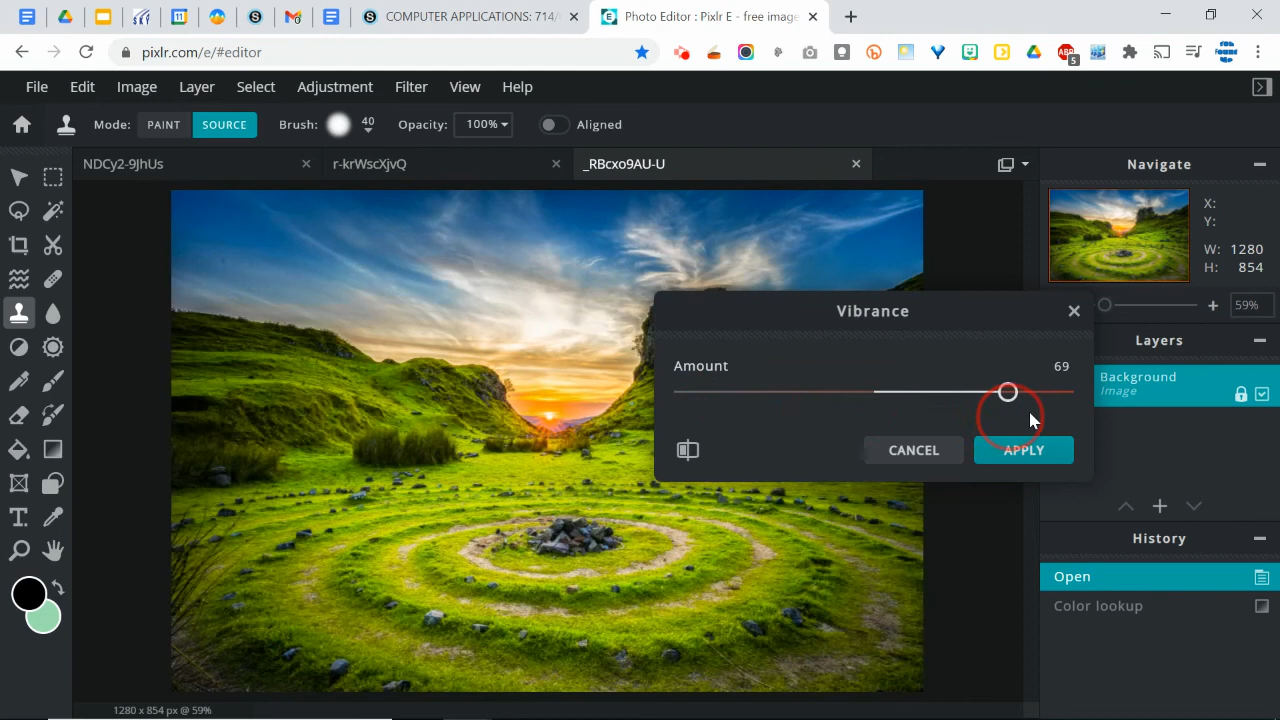 COMPUTER APPLICATIONS: 714/
Photo Editor : Pixlr E - free image
pixlr.com/e/#editor
5
File Edit Image Layer Select Adjustment Filter View Help
Mode: PAINT SOURCE Brush: 40 Opacity: 100% Aligned
NDCy2-9JhUs
r-krWscXjvQ
_RBcxo9AU-U
Navigate
X:
Y:
W: 1280
H: 854
59%
Vibrance
Amount 69
CANCEL APPLY
Layers
Background
Image
History
Open
Color lookup
1280 x 854 px @ 59%